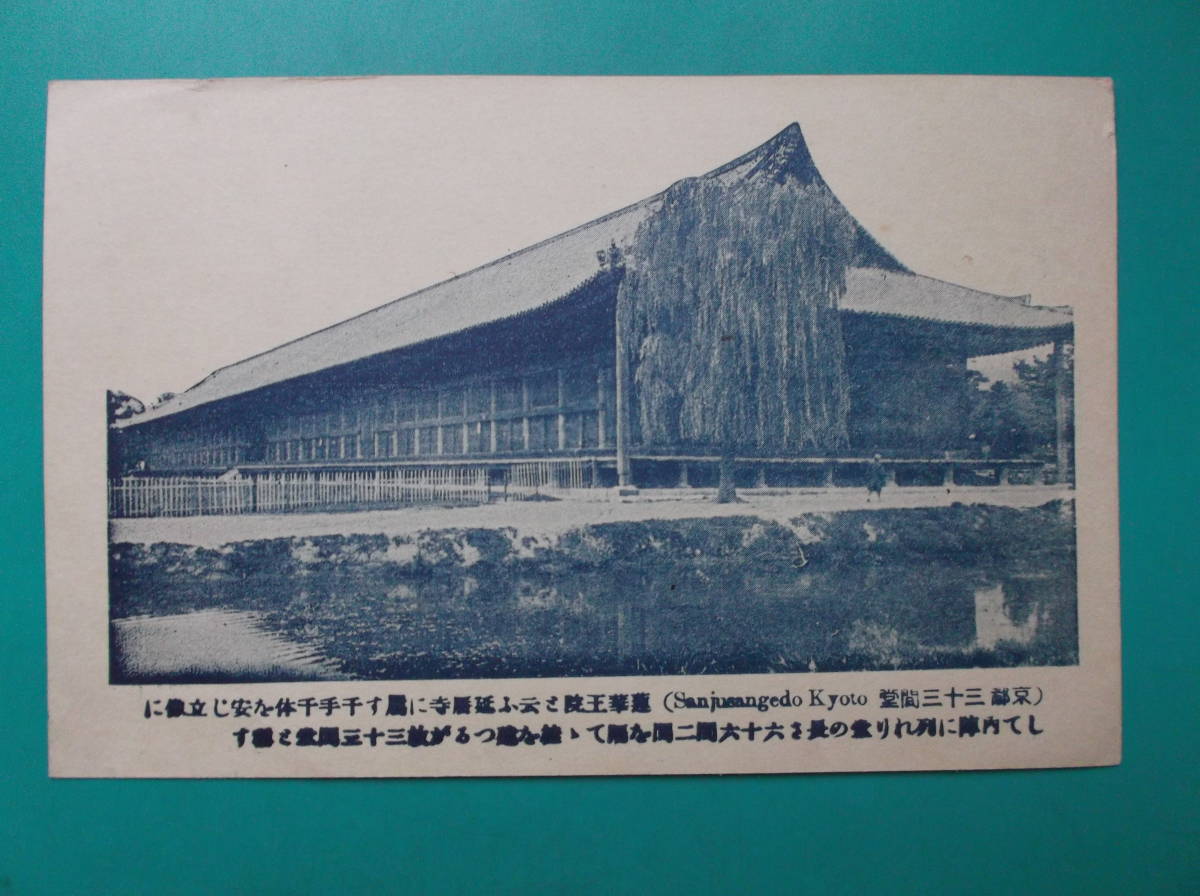 (京都 三十三間堂 Sanjusangedo Kyoto) 蓮華王院と云ふ延暦寺に属す千手千体を安じ立像に
して内陣に列れり堂の長さ六十六間二間を隔てゝ柱を建つるが故三十三間堂と称す